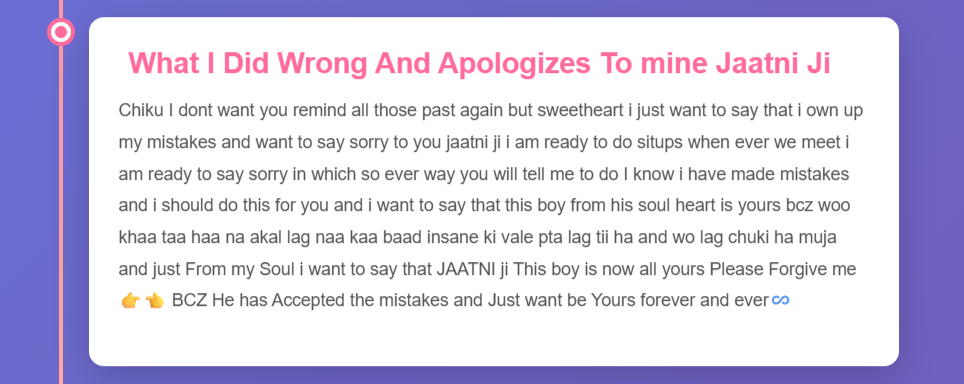 What I Did Wrong And Apologizes To mine Jaatni Ji
Chiku I dont want you remind all those past again but sweetheart i just want to say that i own up
my mistakes and want to say sorry to you jaatni ji i am ready to do situps when ever we meet i
am ready to say sorry in which so ever way you will tell me to do I know i have made mistakes
and i should do this for you and i want to say that this boy from his soul heart is yours bcz woo
khaa taa haa na akal lag naa kaa baad insane ki vale pta lag tii ha and wo lag chuki ha muja
and just From my Soul i want to say that JAATNI ji This boy is now all yours Please Forgive me
👉👈 BCZ He has Accepted the mistakes and Just want be Yours forever and ever∞